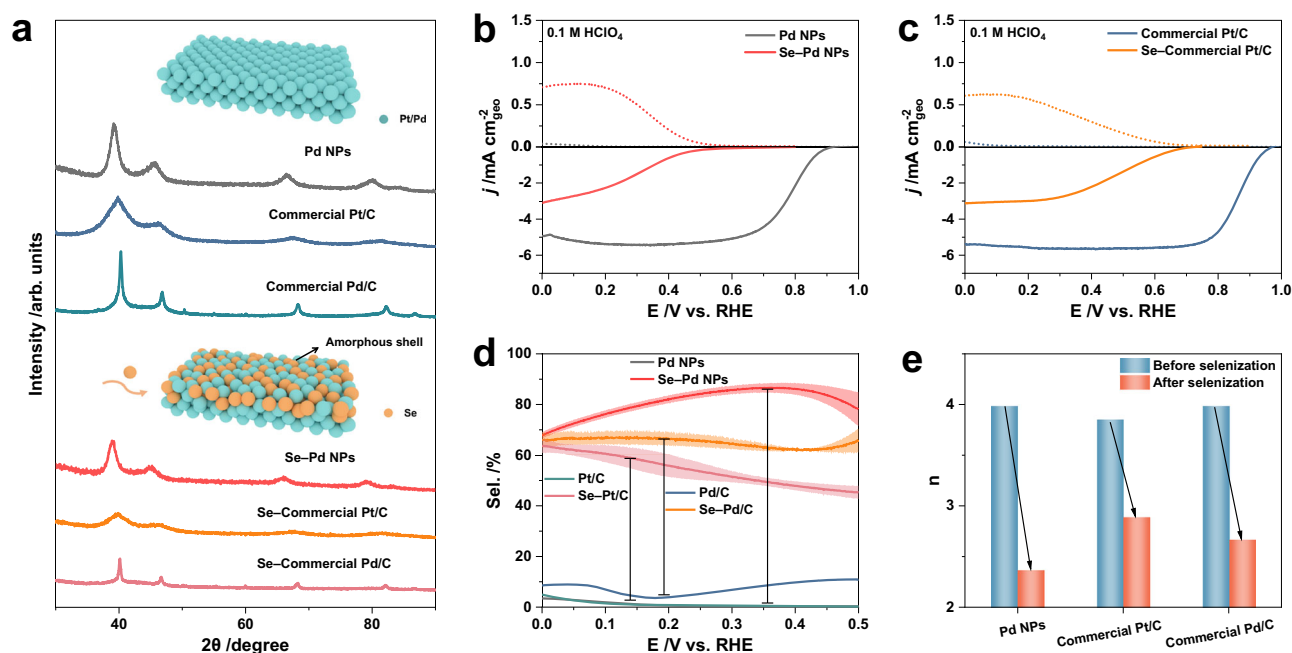 a
Pt/Pd
Pd NPs
Commercial Pt/C
Commercial Pd/C
Amorphous shell
Se
Se–Pd NPs
Se–Commercial Pt/C
Se–Commercial Pd/C
Intensity /arb. units
40 60 80
2θ /degree
b
0.1 M HClO₄
Pd NPs
Se–Pd NPs
1.0
0.5
0.0
-2
-4
-6
j /mA cm⁻²geo
0.0 0.2 0.4 0.6 0.8 1.0
E /V vs. RHE
c
0.1 M HClO₄
Commercial Pt/C
Se–Commercial Pt/C
1.0
0.5
0.0
-2
-4
-6
j /mA cm⁻²geo
0.0 0.2 0.4 0.6 0.8 1.0
E /V vs. RHE
d
Pd NPs
Se–Pd NPs
Pt/C
Se–Pt/C
Pd/C
Se–Pd/C
100
80
60
40
20
0
Sel. /%
0.0 0.1 0.2 0.3 0.4 0.5
E /V vs. RHE
e
Before selenization
After selenization
4
3
2
n
Pd NPs
Commercial Pt/C
Commercial Pd/C